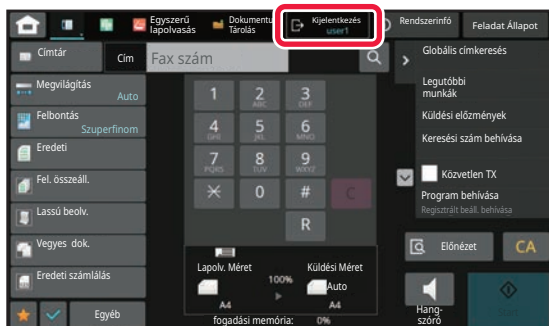 Egyszerű
lapolvasás
Dokumentu
Tárolás
Kijelentkezés
user1
Rendszerinfó
Feladat Állapot
Címtár
Cím
Fax szám
Megvilágítás
Auto
Felbontás
Szuperfinom
Eredeti
Fel. összeáll.
Lassú beolv.
Vegyes dok.
Eredeti számlálás
Egyéb
1
2
ABC
3
DEF
4
GHI
5
JKL
6
MNO
7
PQRS
8
TUV
9
WXYZ
0
#
C
R
Lapolv. Méret
100%
Küldési Méret
Auto
A4
A4
fogadási memória: 0%
Globális címkeresés
Legutóbbi
munkák
Küldési előzmények
Keresési szám behívása
Közvetlen TX
Program behívása
Regisztrált beáll. behívása
Előnézet
CA
Hang-
szóró